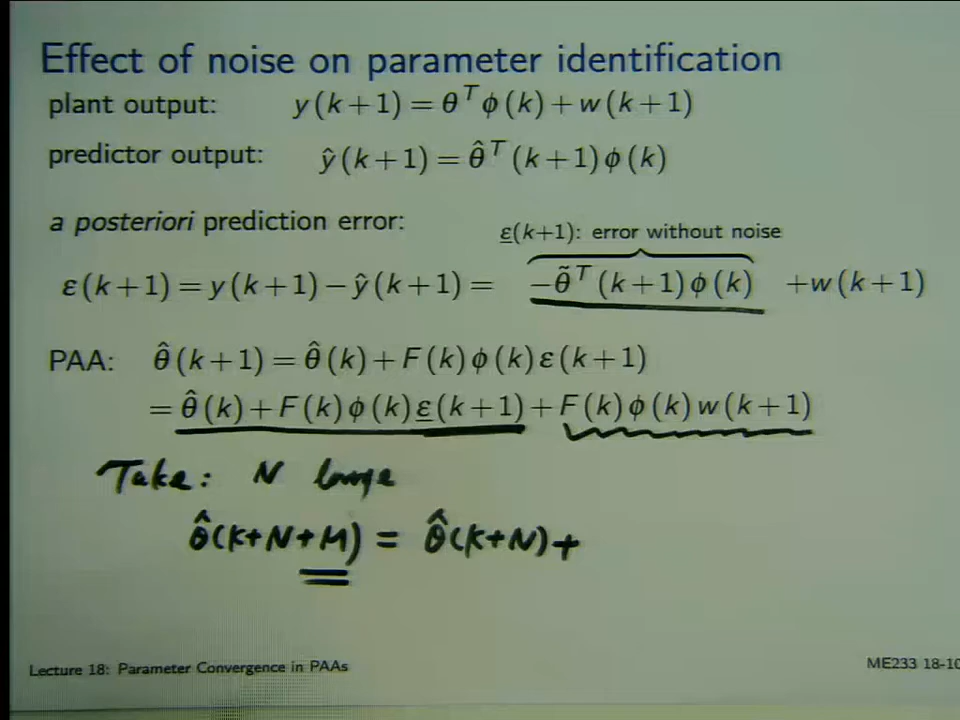 Effect of noise on parameter identification
plant output: y(k+1) = θᵀϕ(k) + w(k+1)
predictor output: ŷ(k+1) = θ̂ᵀ(k+1)ϕ(k)
a posteriori prediction error:
ε̲(k+1): error without noise
ε(k+1) = y(k+1) − ŷ(k+1) = −θ̃ᵀ(k+1)ϕ(k) +w(k+1)
PAA: θ̂(k+1) = θ̂(k) + F(k)ϕ(k)ε(k+1)
= θ̂(k) + F(k)ϕ(k)ε̲(k+1) + F(k)ϕ(k)w(k+1)
Take: N large
θ̂(k+N+M) = θ̂(k+N)+
Lecture 18: Parameter Convergence in PAAs
ME233 18-10